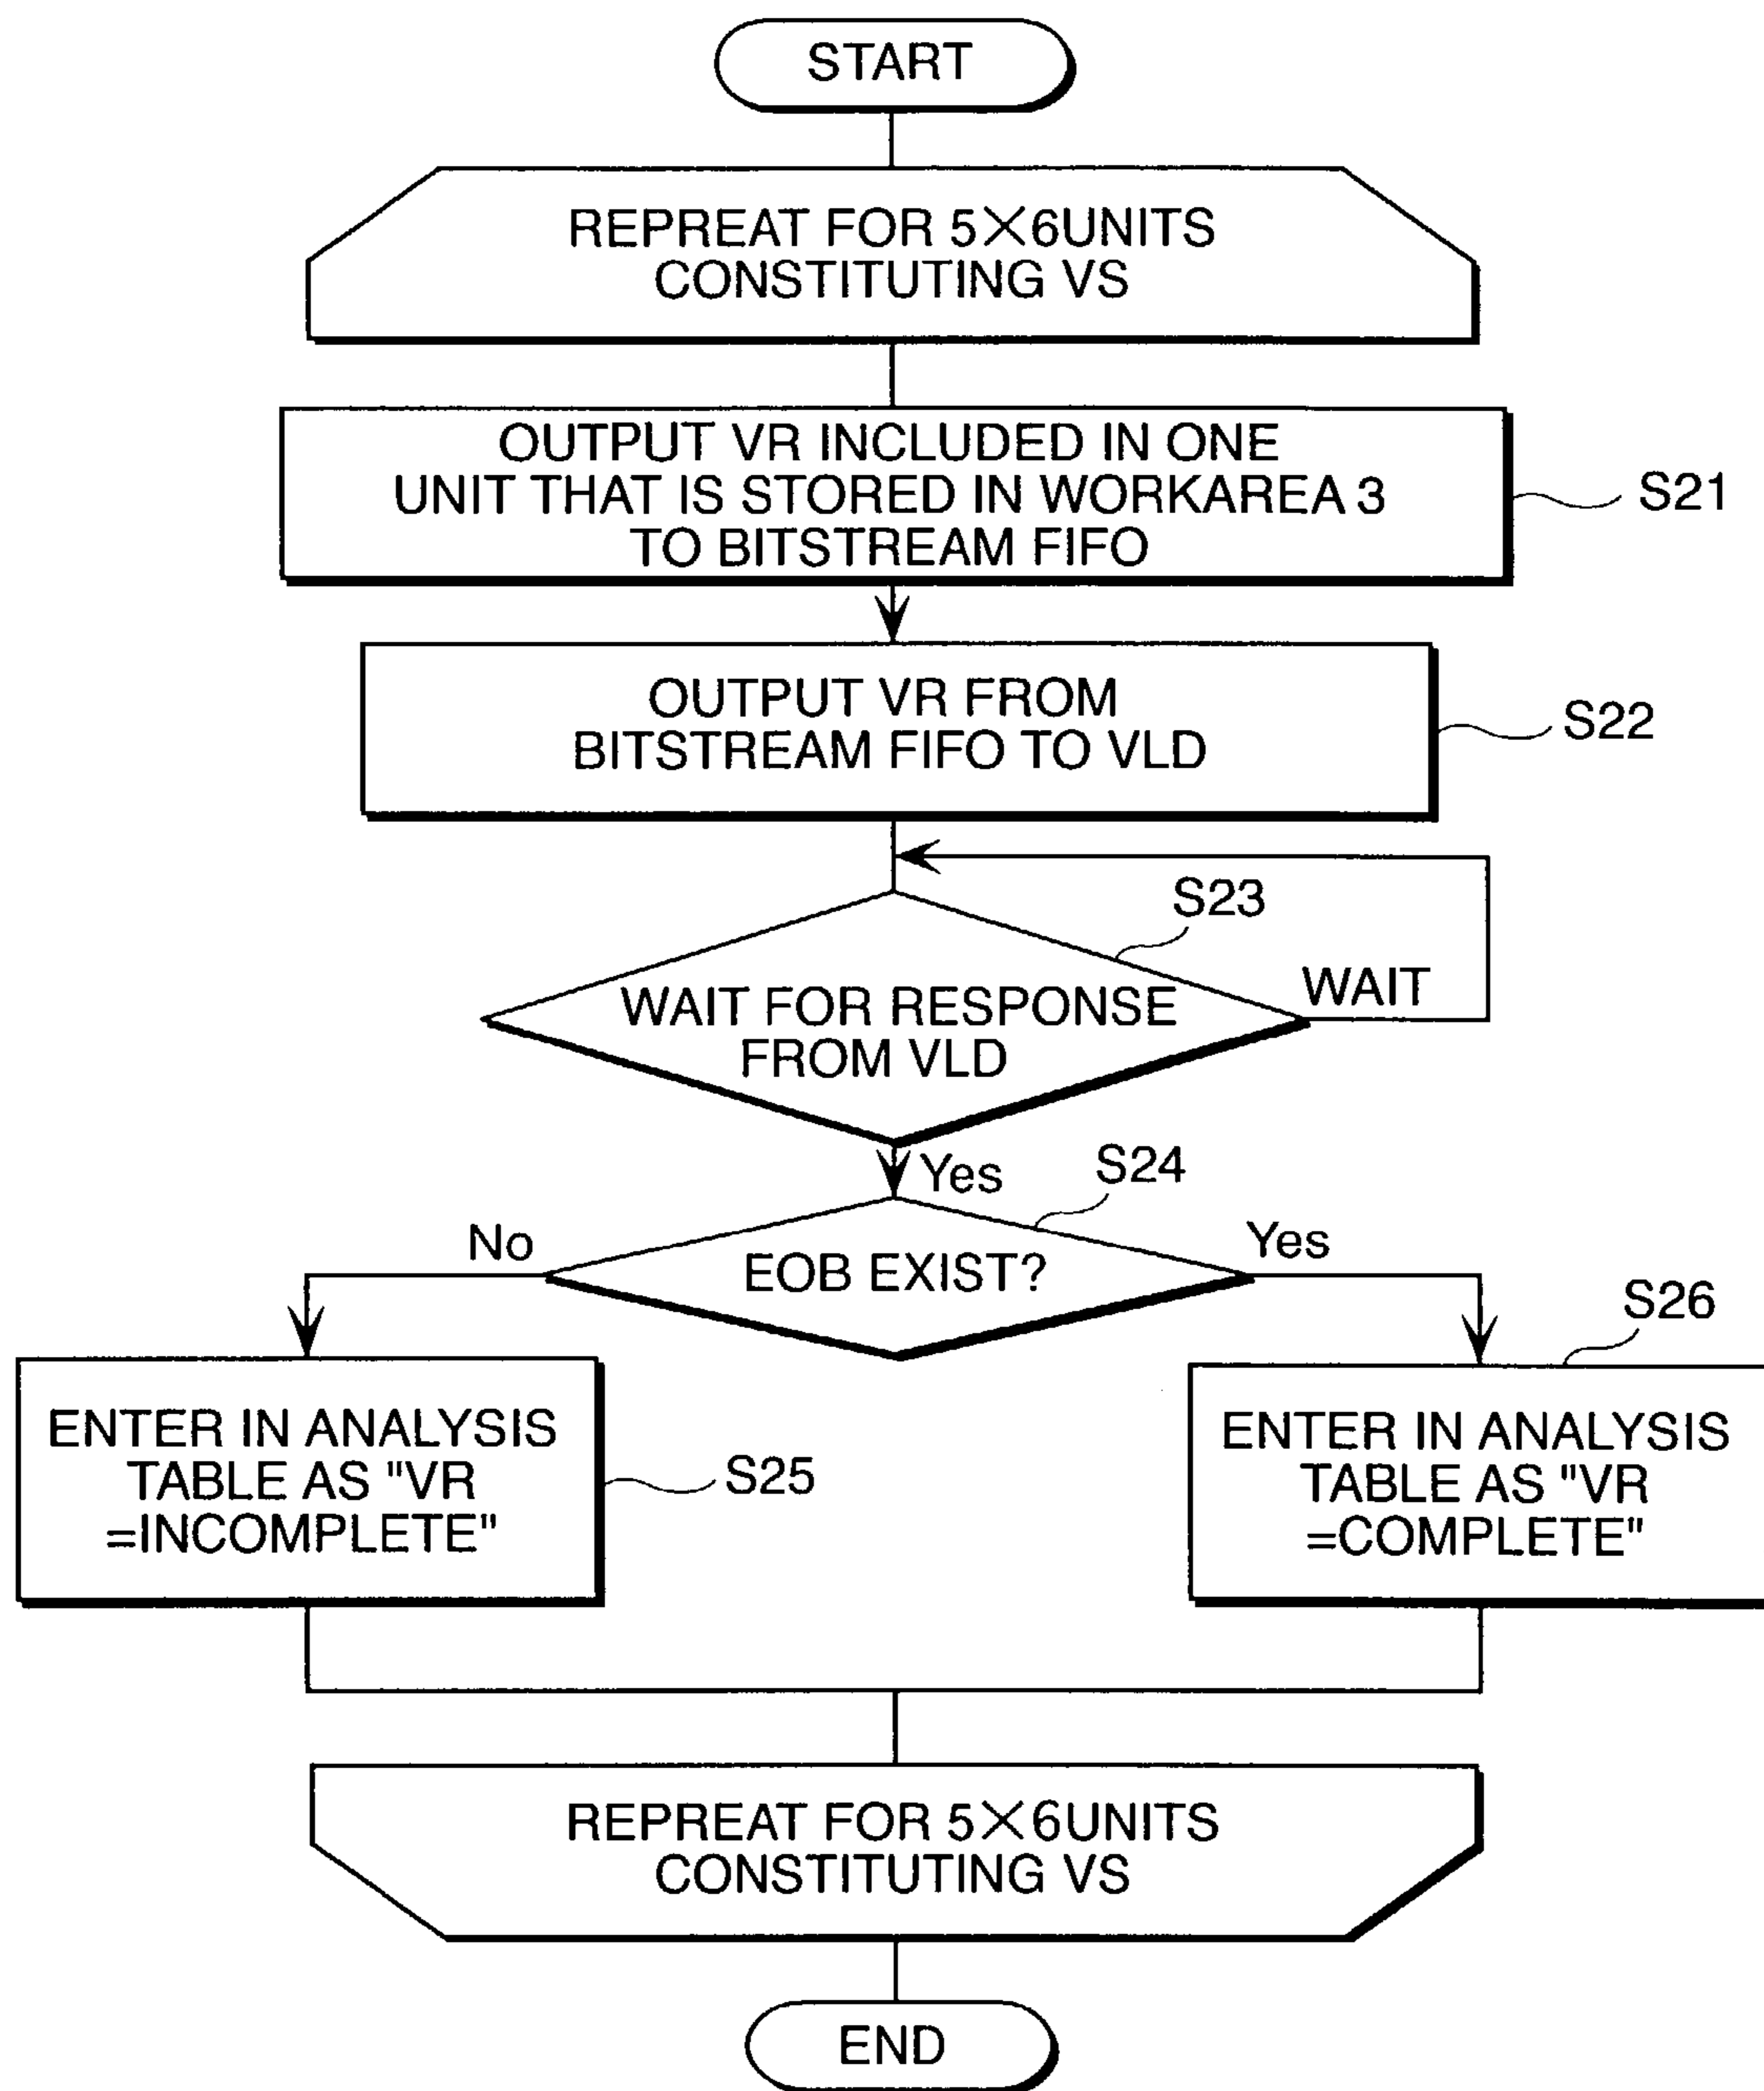 START
REPREAT FOR 5×6UNITS
CONSTITUTING VS
OUTPUT VR INCLUDED IN ONE
UNIT THAT IS STORED IN WORKAREA 3
TO BITSTREAM FIFO
S21
OUTPUT VR FROM
BITSTREAM FIFO TO VLD
S22
S23
WAIT FOR RESPONSE
FROM VLD
WAIT
Yes
S24
No
EOB EXIST?
Yes
S26
ENTER IN ANALYSIS
TABLE AS "VR
=INCOMPLETE"
S25
ENTER IN ANALYSIS
TABLE AS "VR
=COMPLETE"
REPREAT FOR 5×6UNITS
CONSTITUTING VS
END